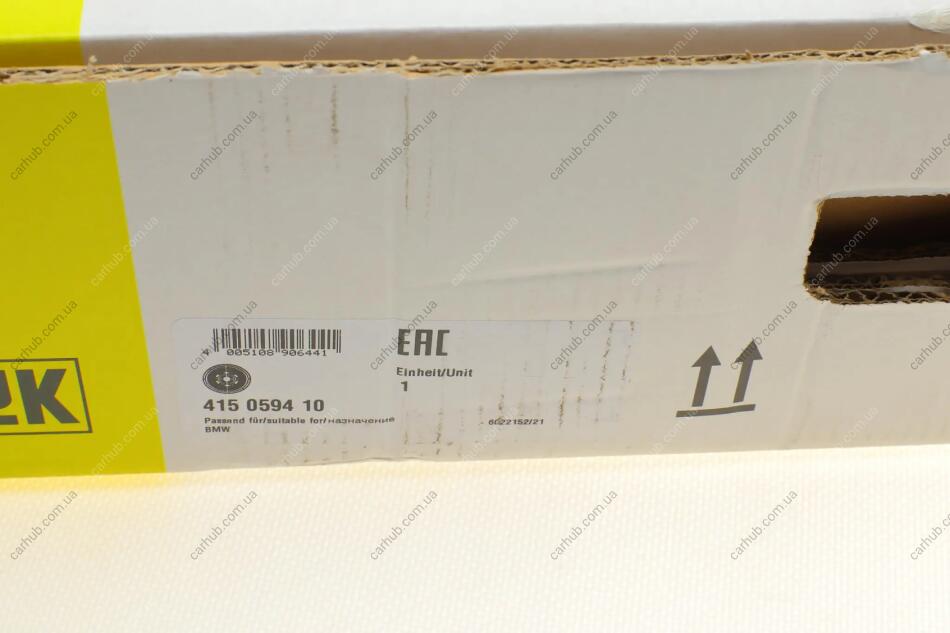 4 005108 906441
EAC
Einheit/Unit
1
415 0594 10
Passend für/suitable for/назначение
BMW
6022152/21
carhub.com.ua